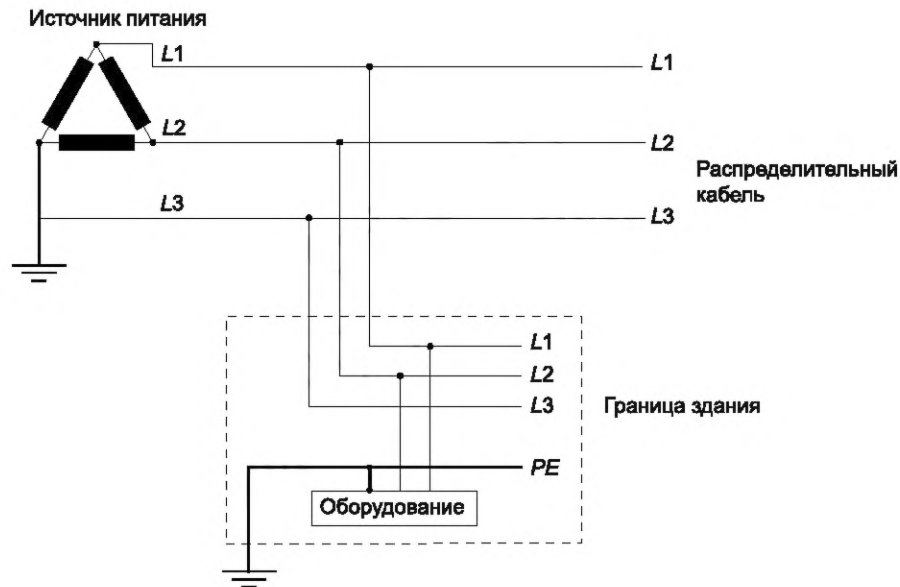 Источник питания
L1
L1
L2
L2
Распределительный
кабель
L3
L3
L1
L2
L3
Граница здания
PE
Оборудование